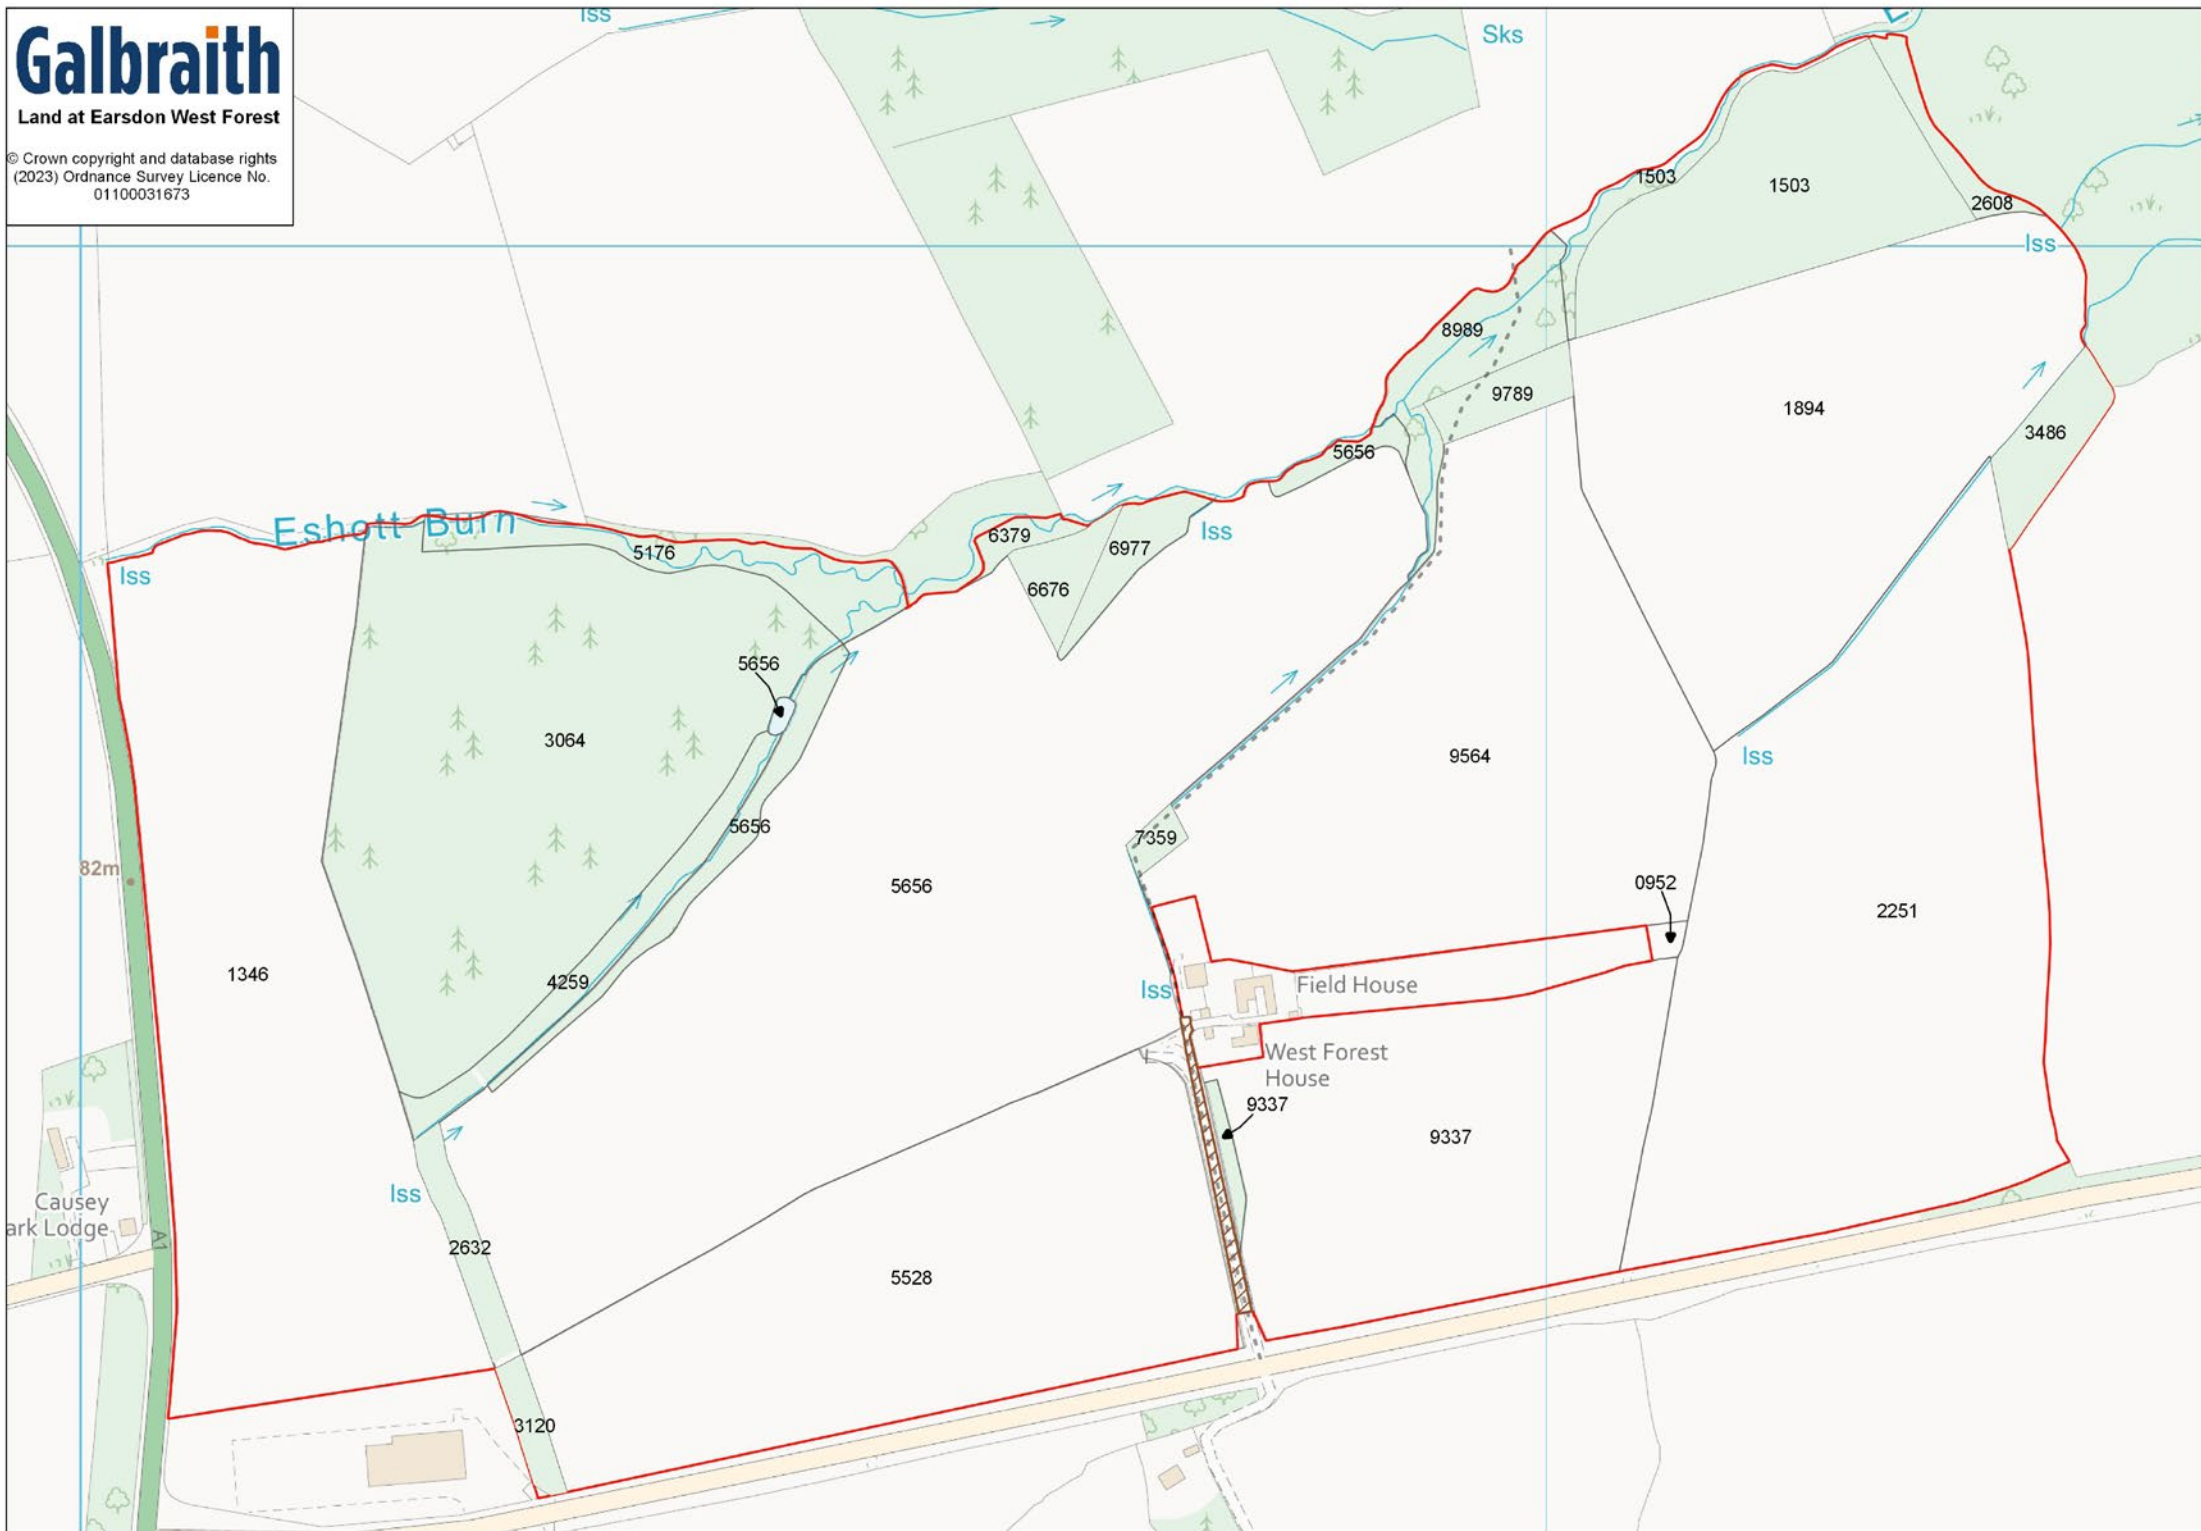 Galbraith
Land at Earsdon West Forest
© Crown copyright and database rights
(2023) Ordnance Survey Licence No.
01100031673
Iss
Sks
1503
1503
2608
Iss
8989
9789
1894
3486
5656
Eshott Burn
Iss
5176
6379
6977
Iss
6676
5656
3064
9564
Iss
5656
7359
82m
5656
0952
2251
1346
4259
Iss
Field House
West Forest
House
9337
9337
Causey
ark Lodge
A1
Iss
2632
5528
3120